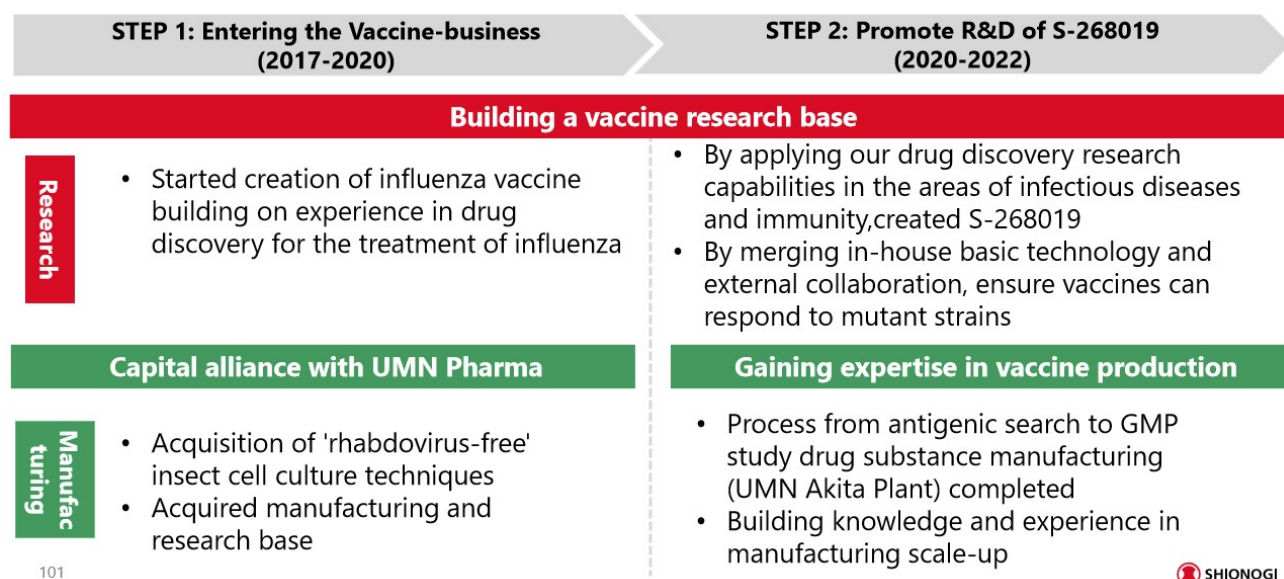 STEP 1: Entering the Vaccine-business
(2017-2020)
STEP 2: Promote R&D of S-268019
(2020-2022)
Building a vaccine research base
Research
• Started creation of influenza vaccine
building on experience in drug
discovery for the treatment of influenza
• By applying our drug discovery research
capabilities in the areas of infectious diseases
and immunity,created S-268019
• By merging in-house basic technology and
external collaboration, ensure vaccines can
respond to mutant strains
Capital alliance with UMN Pharma
Gaining expertise in vaccine production
Manufac
turing
• Acquisition of 'rhabdovirus-free'
insect cell culture techniques
• Acquired manufacturing and
research base
• Process from antigenic search to GMP
study drug substance manufacturing
(UMN Akita Plant) completed
• Building knowledge and experience in
manufacturing scale-up
101
SHIONOGI